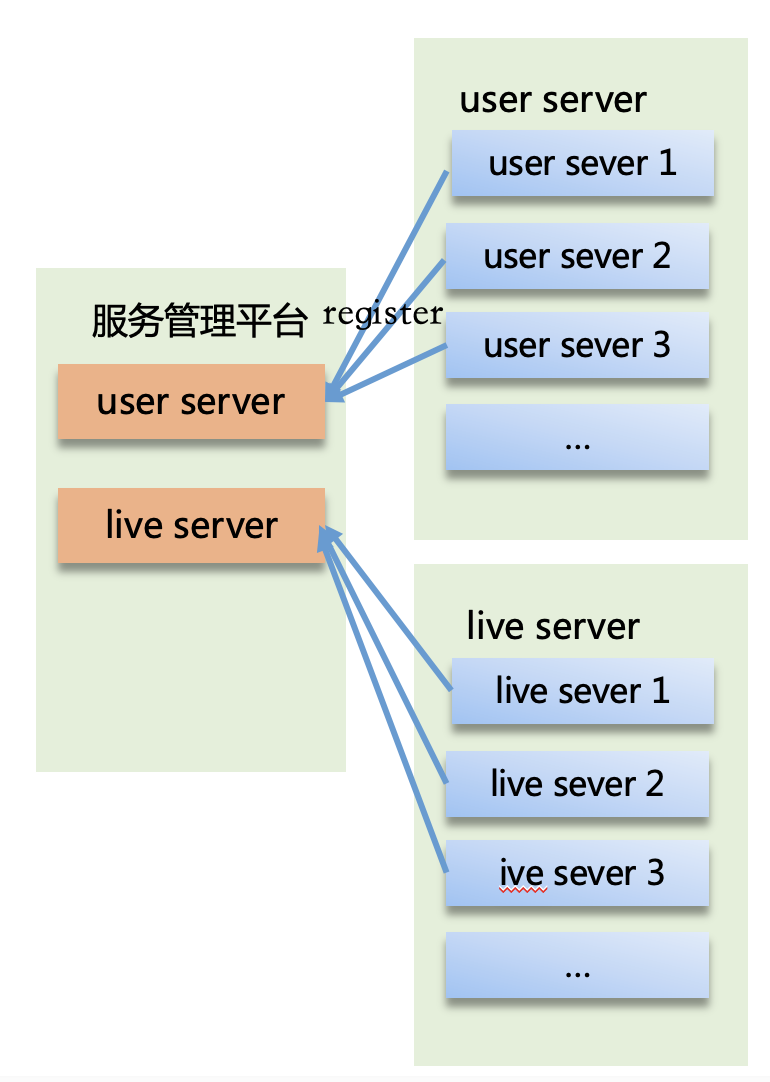 服务管理平台
register
user server
live server
user server
user sever 1
user sever 2
user sever 3
...
live server
live sever 1
live sever 2
ive sever 3
...